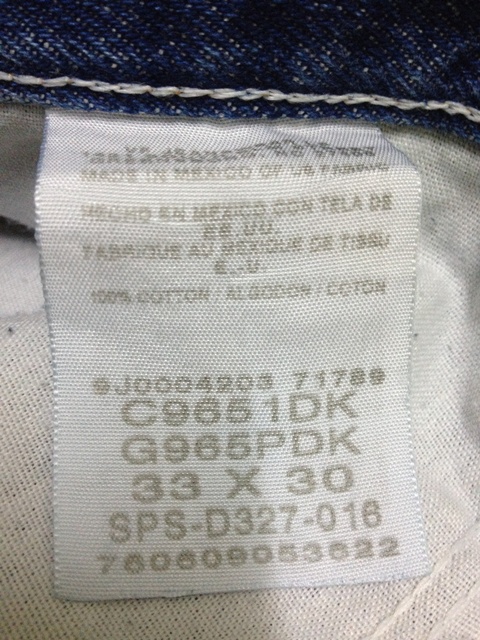 MADE IN MEXICO OF US FABRIC
HECHO EN MEXICO CON TELA DE
EE.UU.
FABRIQUE AU MEXIQUE DE TISSU
E.U.
100% COTTON / ALGODON / COTON
9J0004203 71789
C9651DK
G965PDK
33 X 30
SPS-D327-016
760609053622